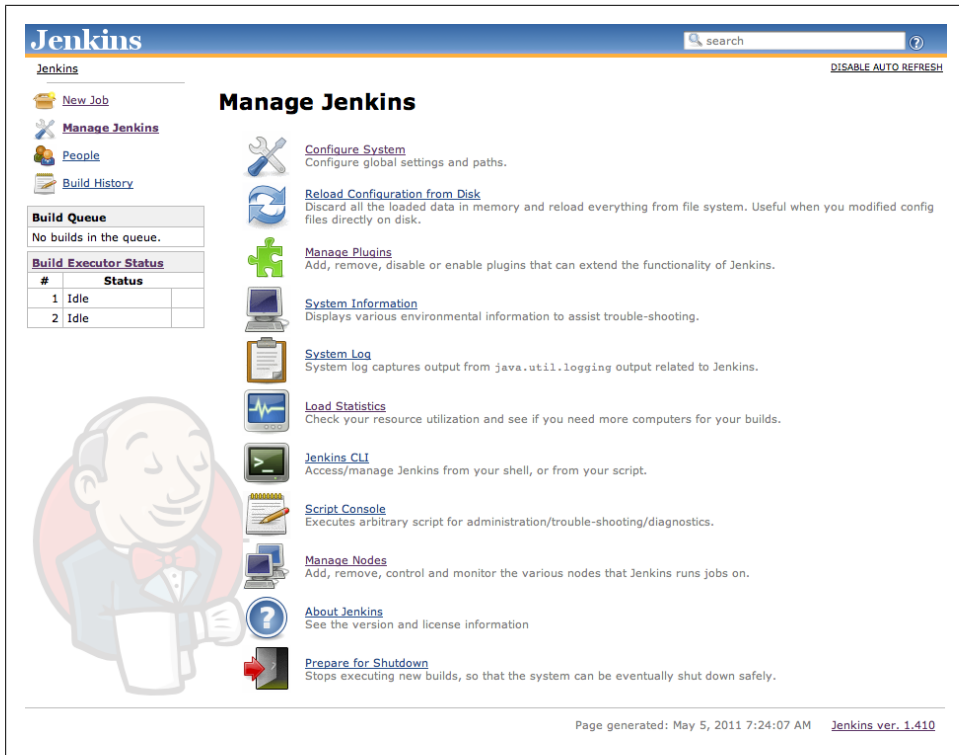 Jenkins
search
Jenkins
DISABLE AUTO REFRESH
New Job
Manage Jenkins
People
Build History
Build Queue
No builds in the queue.
Build Executor Status
# Status
1 Idle
2 Idle
Manage Jenkins
Configure System
Configure global settings and paths.
Reload Configuration from Disk
Discard all the loaded data in memory and reload everything from file system. Useful when you modified config
files directly on disk.
Manage Plugins
Add, remove, disable or enable plugins that can extend the functionality of Jenkins.
System Information
Displays various environmental information to assist trouble-shooting.
System Log
System log captures output from java.util.logging output related to Jenkins.
Load Statistics
Check your resource utilization and see if you need more computers for your builds.
Jenkins CLI
Access/manage Jenkins from your shell, or from your script.
Script Console
Executes arbitrary script for administration/trouble-shooting/diagnostics.
Manage Nodes
Add, remove, control and monitor the various nodes that Jenkins runs jobs on.
About Jenkins
See the version and license information
Prepare for Shutdown
Stops executing new builds, so that the system can be eventually shut down safely.
Page generated: May 5, 2011 7:24:07 AM Jenkins ver. 1.410